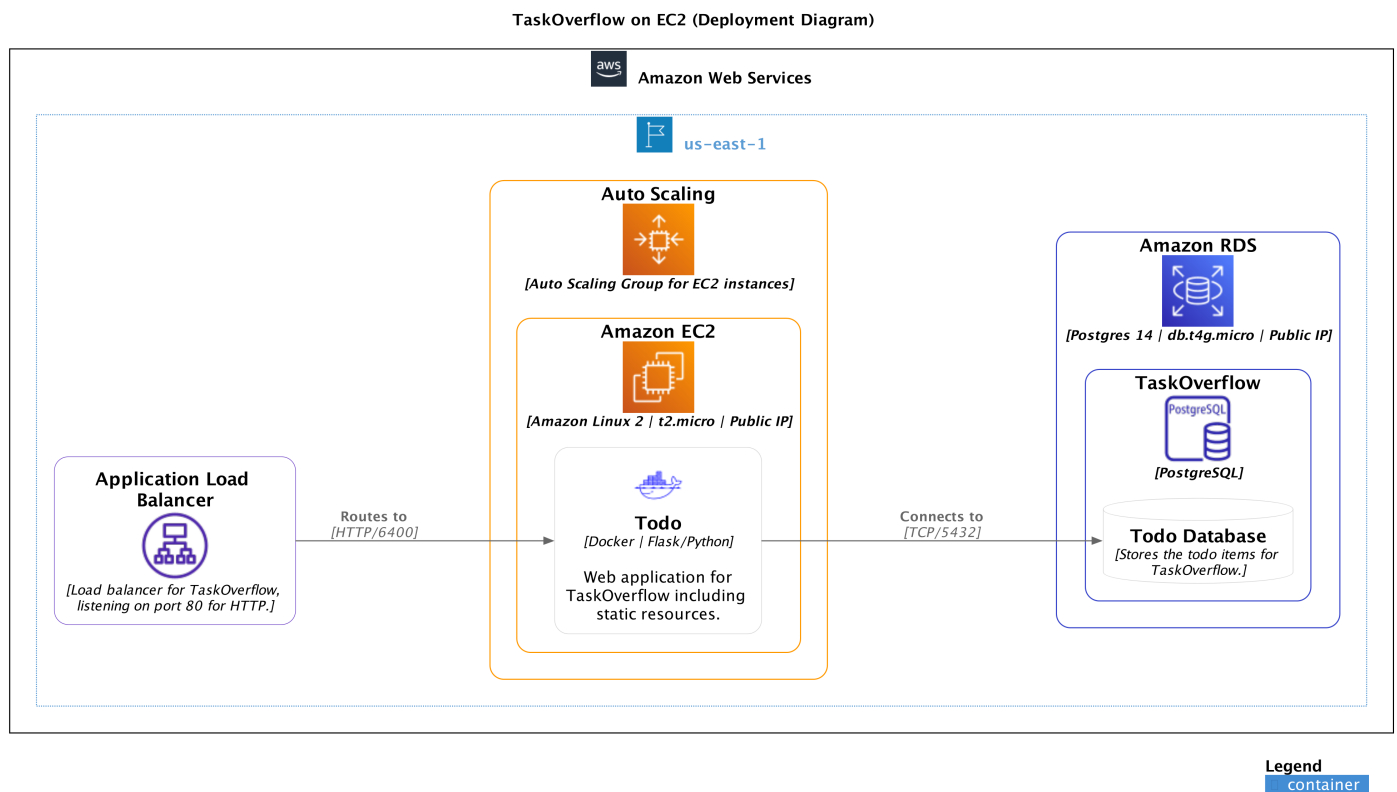 TaskOverflow on EC2 (Deployment Diagram)
aws
Amazon Web Services
us-east-1
Auto Scaling
[Auto Scaling Group for EC2 instances]
Amazon EC2
[Amazon Linux 2 | t2.micro | Public IP]
Application Load
Balancer
[Load balancer for TaskOverflow,
listening on port 80 for HTTP.]
Routes to
[HTTP/6400]
Todo
[Docker | Flask/Python]
Web application for
TaskOverflow including
static resources.
Connects to
[TCP/5432]
Amazon RDS
[Postgres 14 | db.t4g.micro | Public IP]
TaskOverflow
PostgreSQL
[PostgreSQL]
Todo Database
[Stores the todo items for
TaskOverflow.]
Legend
container